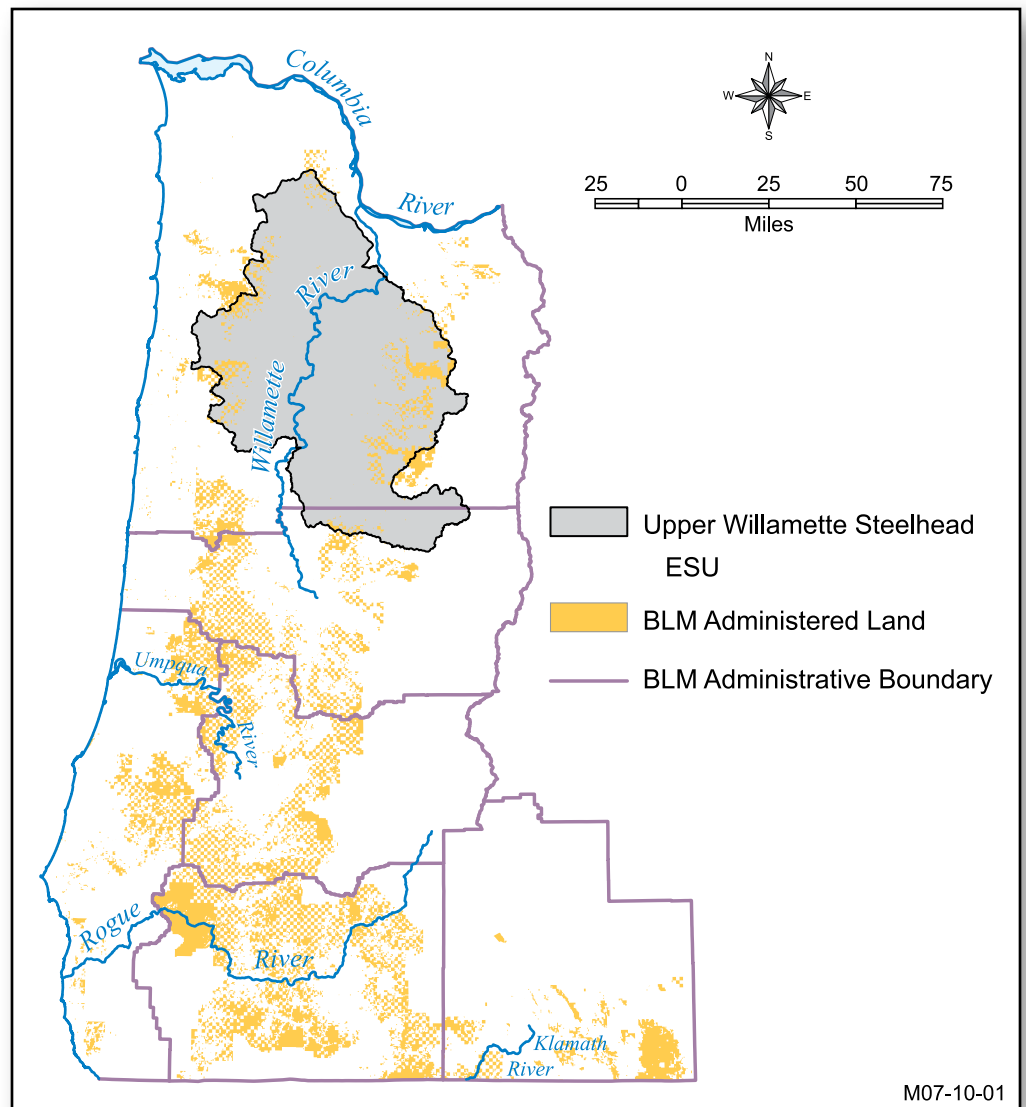 Columbia
River
N
W E
S
25 0 25 50 75
Miles
River
Willamette
Upper Willamette Steelhead
ESU
BLM Administered Land
BLM Administrative Boundary
Umpqua
River
Rogue
River
Klamath
River
M07-10-01